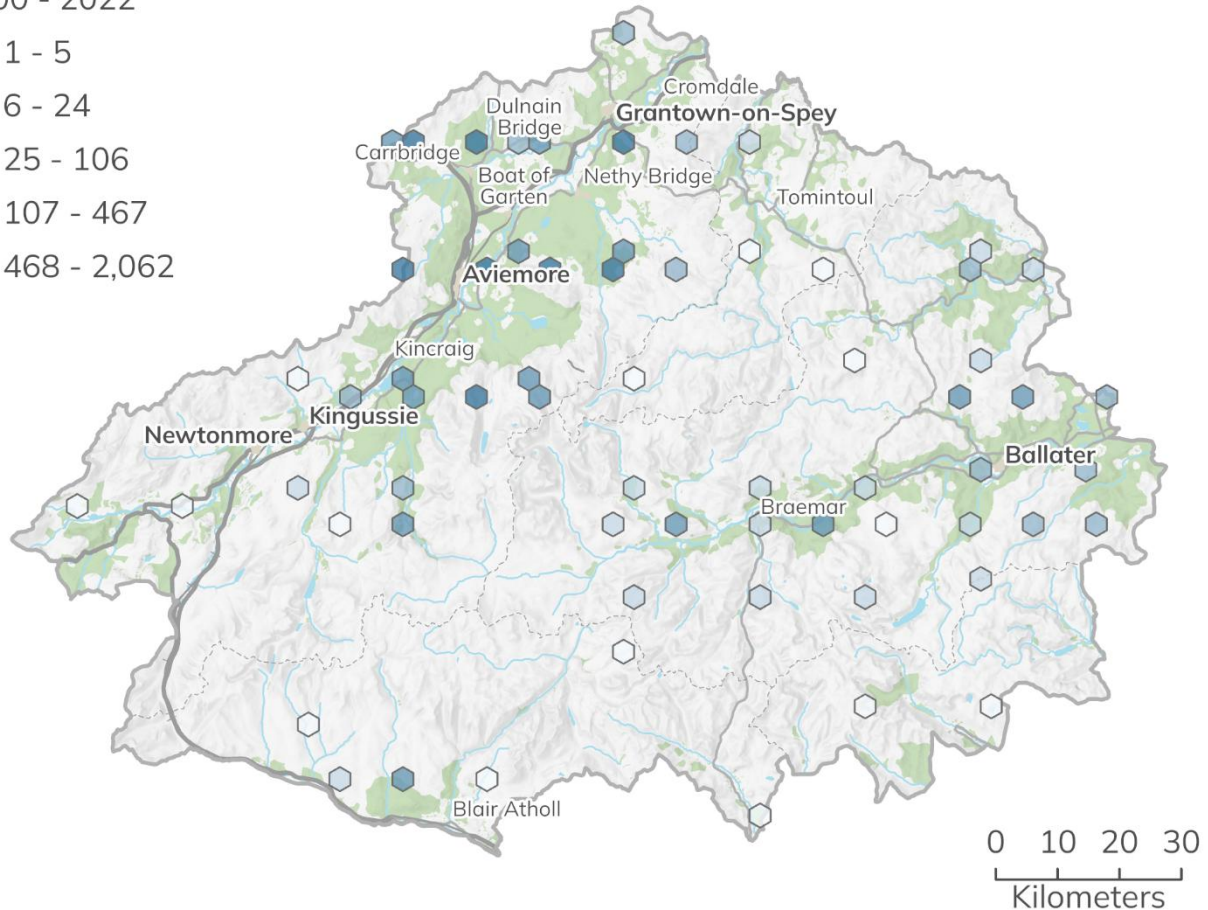 00 - 2022
1 - 5
6 - 24
25 - 106
107 - 467
468 - 2,062
Cromdale
Grantown-on-Spey
Dulnain
Bridge
Carrbridge
Boat of
Garten
Nethy Bridge
Tomintoul
Aviemore
Kincraig
Kingussie
Newtonmore
Ballater
Braemar
Blair Atholl
0 10 20 30
Kilometers